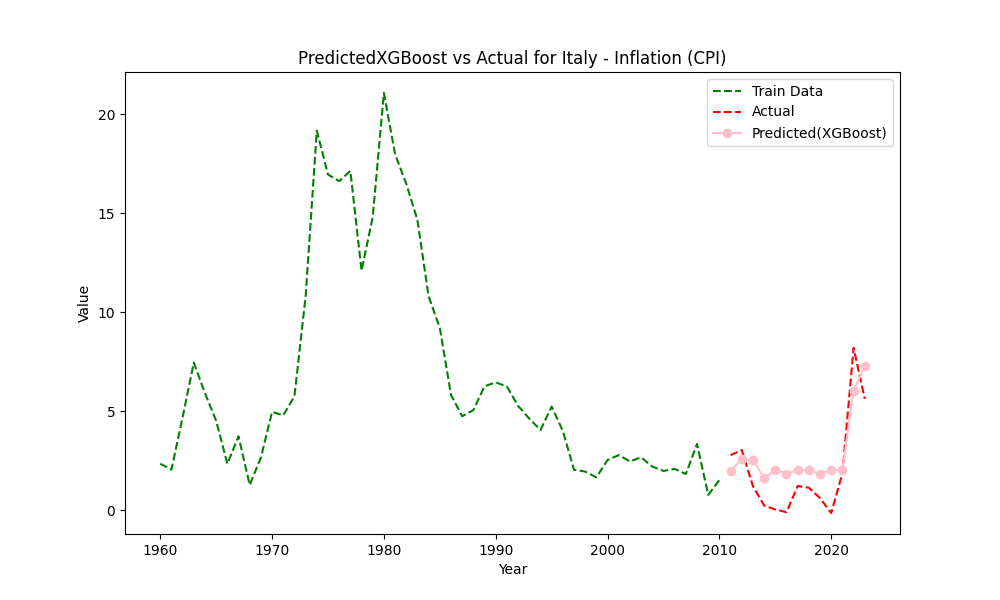 PredictedXGBoost vs Actual for Italy - Inflation (CPI)
Train Data
Actual
Predicted(XGBoost)
Value
20
15
10
5
0
1960 1970 1980 1990 2000 2010 2020
Year